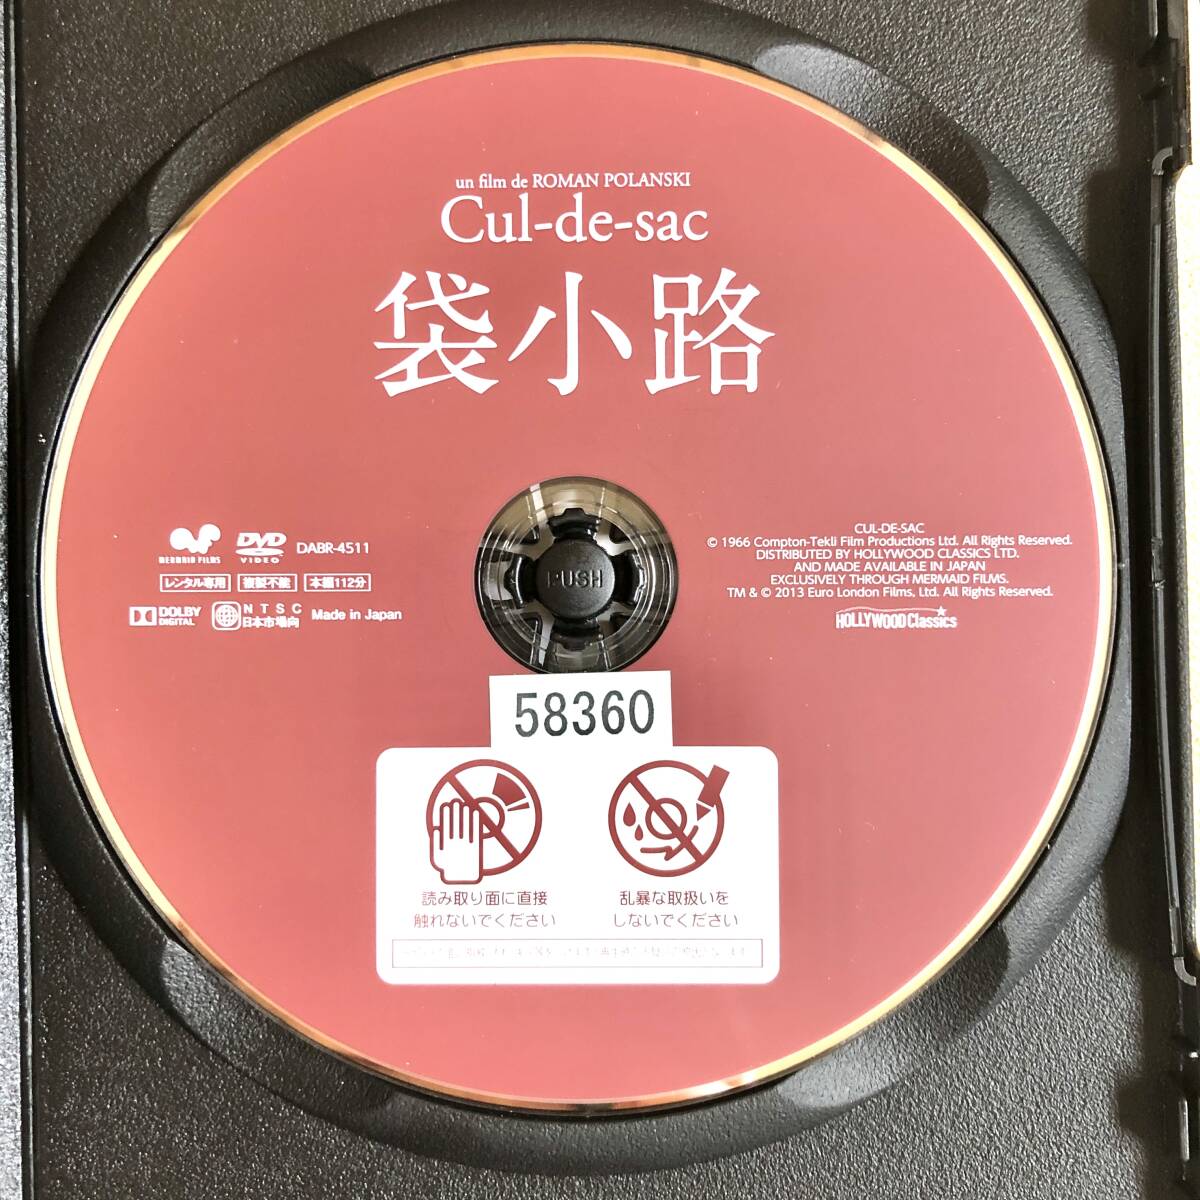 un film de ROMAN POLANSKI
Cul-de-sac
袋小路
MERMAID FILMS
DVD
VIDEO
DABR-4511
レンタル専用 複製不能 本編112分
DOLBY
DIGITAL
NTSC
日本市場向
Made in Japan
PUSH
CUL-DE-SAC
© 1966 Compton-Tekli Film Productions Ltd. All Rights Reserved.
DISTRIBUTED BY HOLLYWOOD CLASSICS LTD.
AND MADE AVAILABLE IN JAPAN
EXCLUSIVELY THROUGH MERMAID FILMS.
TM & © 2013 Euro London Films, Ltd. All Rights Reserved.
HOLLYWOOD Classics
58360
読み取り面に直接
触れないでください
乱暴な取扱いを
しないでください